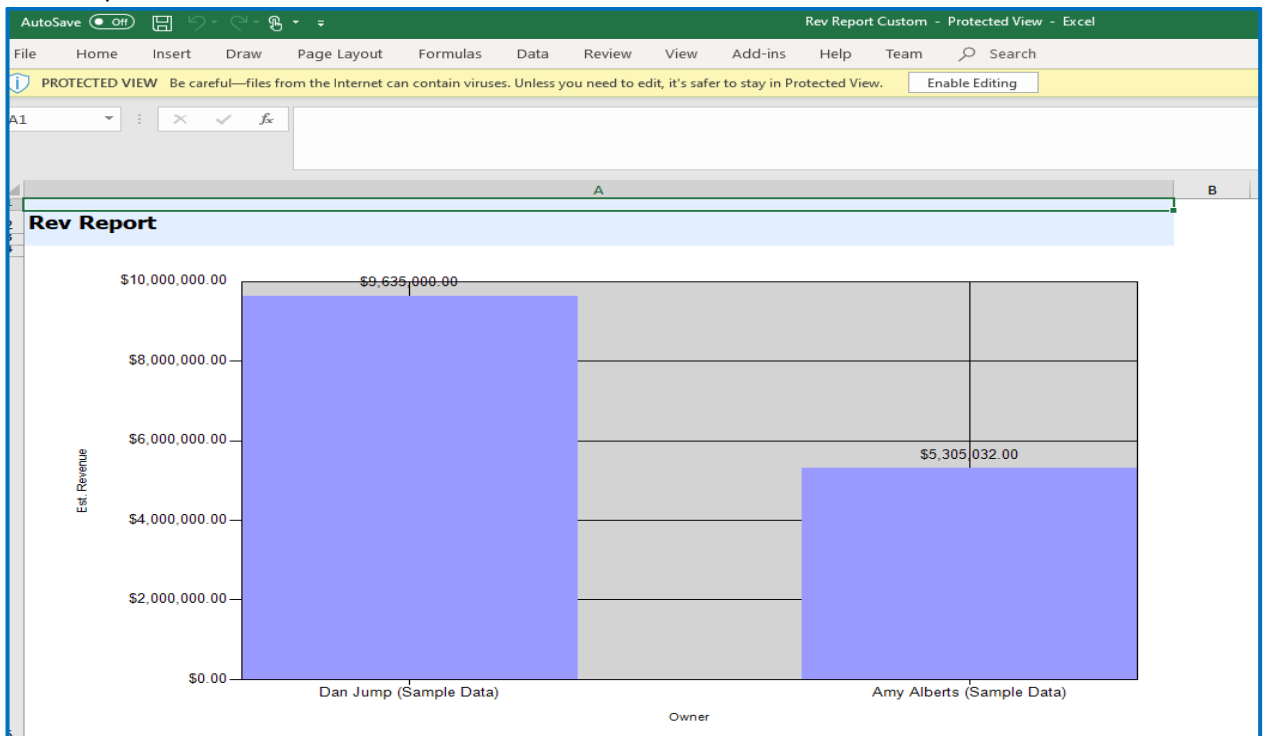 AutoSave Off Rev Report Custom - Protected View - Excel
File Home Insert Draw Page Layout Formulas Data Review View Add-ins Help Team Search
PROTECTED VIEW Be careful—files from the Internet can contain viruses. Unless you need to edit, it's safer to stay in Protected View. Enable Editing
A1 fx
A B
Rev Report
$10,000,000.00
$9,635,000.00
$8,000,000.00
$6,000,000.00
$5,305,032.00
Est. Revenue
$4,000,000.00
$2,000,000.00
$0.00
Dan Jump (Sample Data) Amy Alberts (Sample Data)
Owner